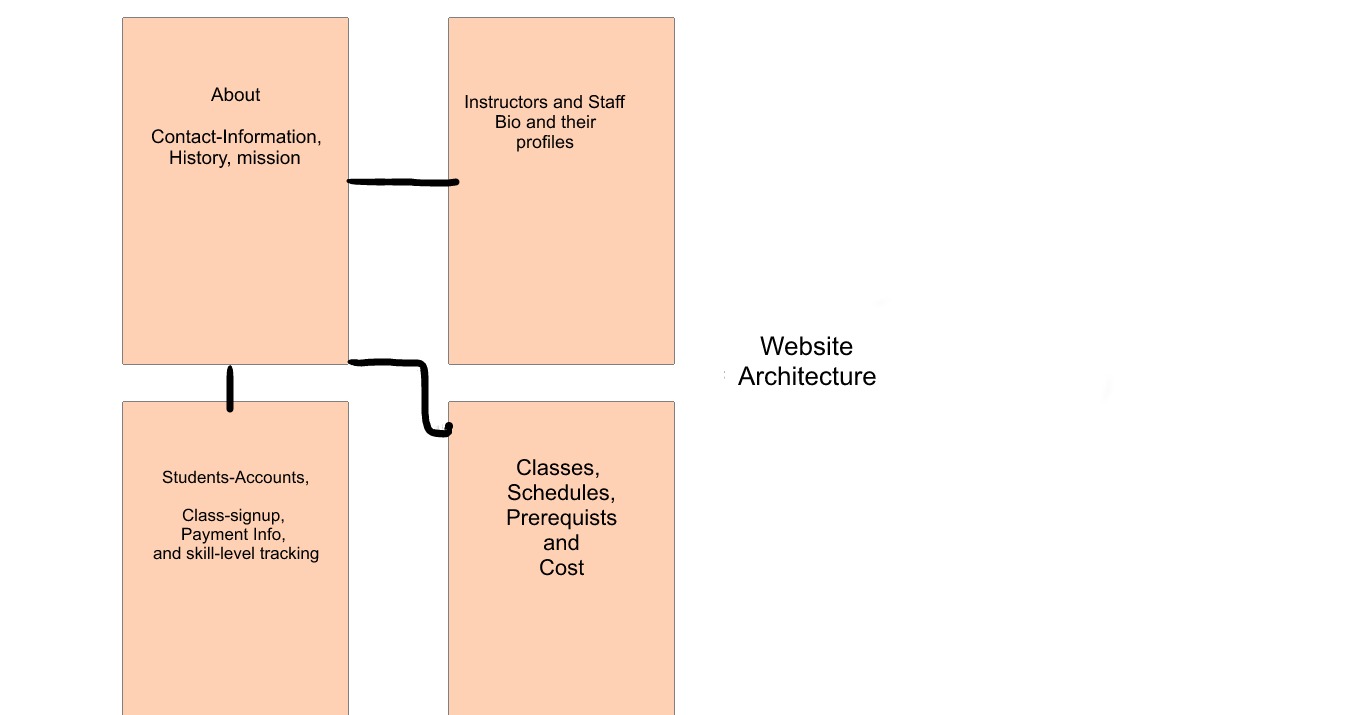 About
Contact-Information,
History, mission
Instructors and Staff
Bio and their
profiles
Website
Architecture
Students-Accounts,
Class-signup,
Payment Info,
and skill-level tracking
Classes,
Schedules,
Prerequists
and
Cost